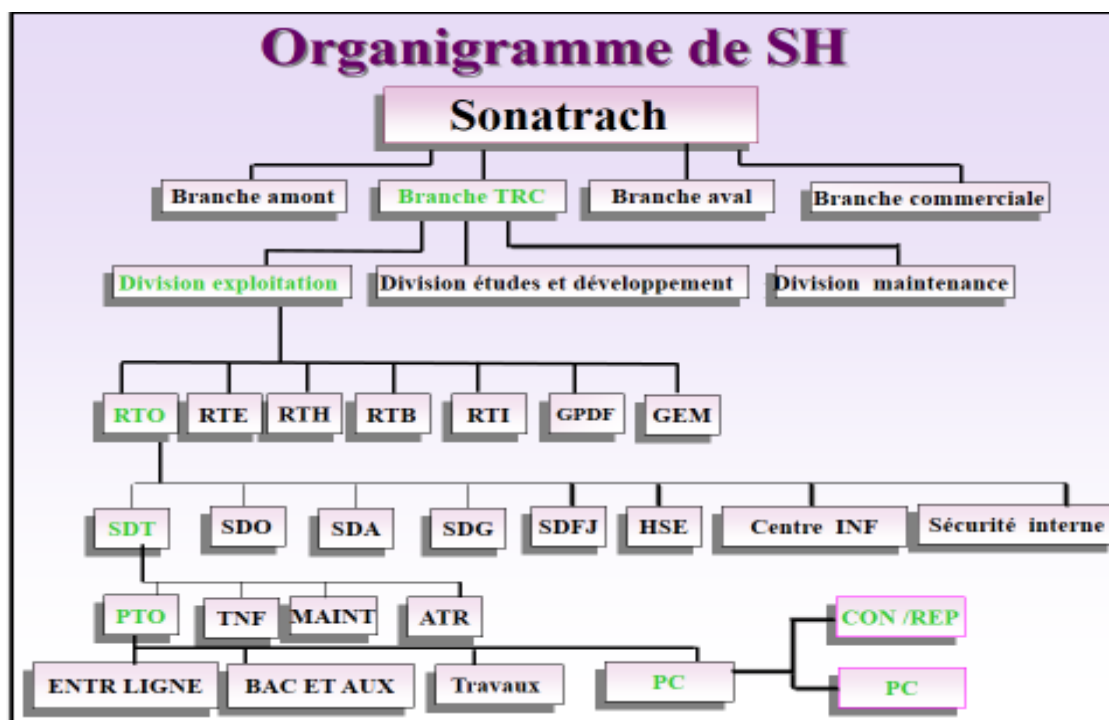 Organigramme de SH
Sonatrach
Branche amont
Branche TRC
Branche aval
Branche commerciale
Division exploitation
Division études et développement
Division maintenance
RTO
RTE
RTH
RTB
RTI
GPDF
GEM
SDT
SDO
SDA
SDG
SDFJ
HSE
Centre INF
Sécurité interne
PTO
TNF
MAINT
ATR
CON /REP
ENTR LIGNE
BAC ET AUX
Travaux
PC
PC